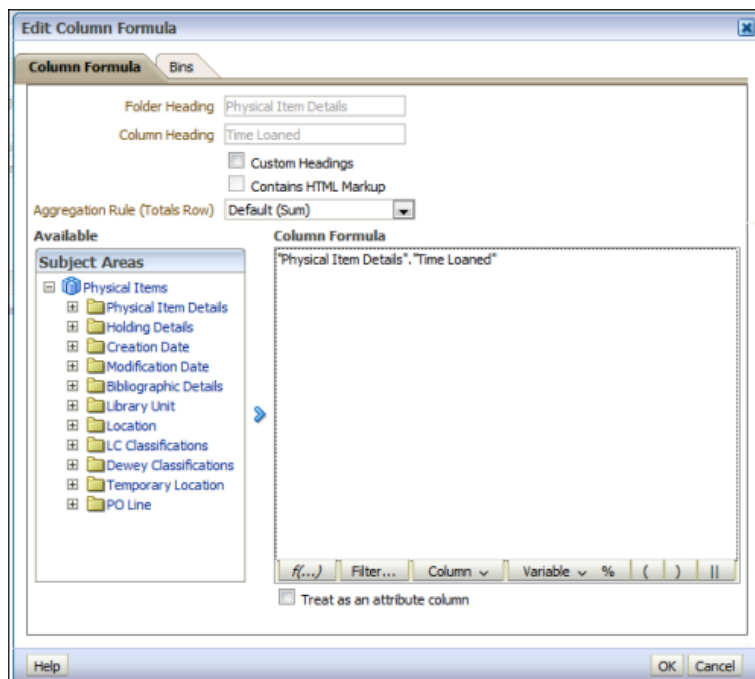 Edit Column Formula
Column Formula
Bins
Folder Heading
Physical Item Details
Column Heading
Time Loaned
Custom Headings
Contains HTML Markup
Aggregation Rule (Totals Row)
Default (Sum)
Available
Subject Areas
Physical Items
Physical Item Details
Holding Details
Creation Date
Modification Date
Bibliographic Details
Library Unit
Location
LC Classifications
Dewey Classifications
Temporary Location
PO Line
Column Formula
"Physical Item Details"."Time Loaned"
f(...) Filter... Column Variable % ( ) ||
Treat as an attribute column
Help OK Cancel